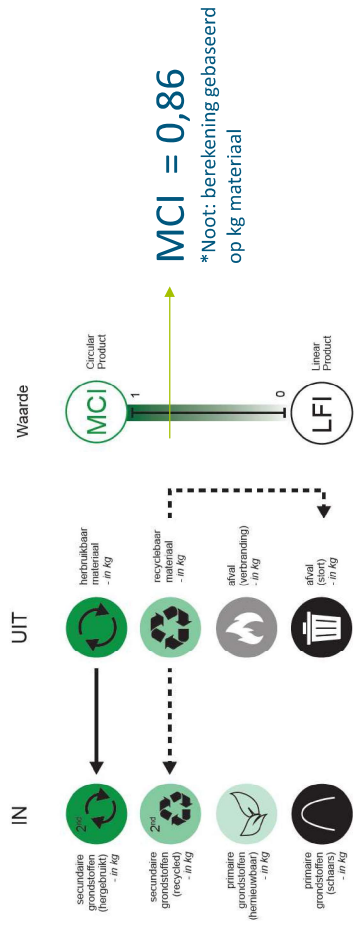 IN
UIT
Waarde
secundaire
grondstoffen
(hergebruikt)
- in kg
2nd
herbruikbaar
materiaal
- in kg
MCI
Circular
Product
secundaire
grondstoffen
(recycled)
- in kg
2nd
recyclebaar
materiaal
- in kg
1
MCI = 0,86
*Noot: berekening gebaseerd
op kg materiaal
primaire
grondstoffen
(hernieuwbaar)
- in kg
afval
(verbranding)
- in kg
0
primaire
grondstoffen
(schaars)
- in kg
afval
(stort)
- in kg
LFI
Linear
Product